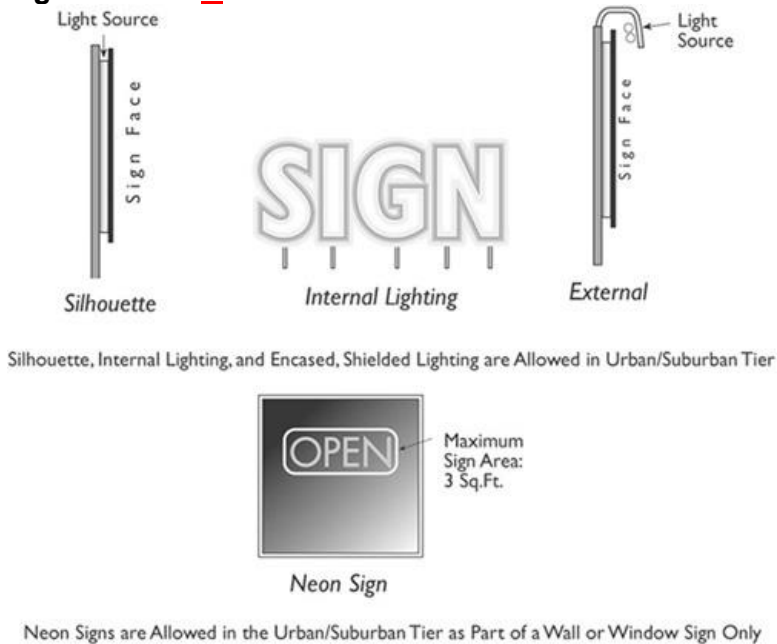 Light Source
Sign Face
Silhouette
SIGN
Internal Lighting
Light
Source
Sign Face
External
Silhouette, Internal Lighting, and Encased, Shielded Lighting are Allowed in Urban/Suburban Tier
OPEN
Maximum
Sign Area:
3 Sq.Ft.
Neon Sign
Neon Signs are Allowed in the Urban/Suburban Tier as Part of a Wall or Window Sign Only